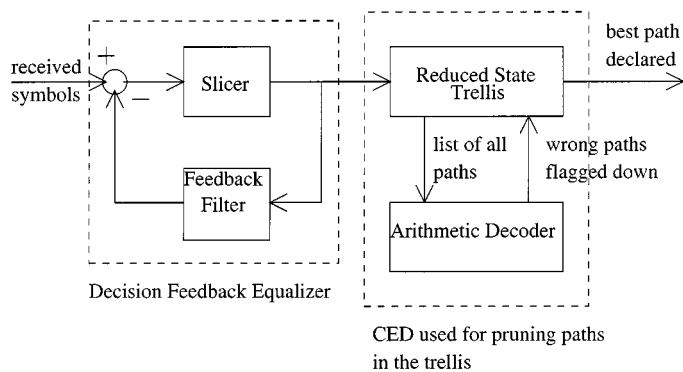 received
symbols
+
−
Slicer
Feedback
Filter
Decision Feedback Equalizer
Reduced State
Trellis
list of all
paths
wrong paths
flagged down
Arithmetic Decoder
best path
declared
CED used for pruning paths
in the trellis